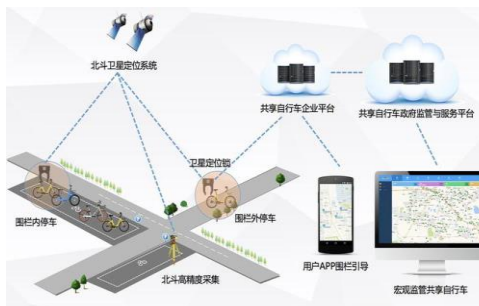 北斗卫星定位系统
共享自行车企业平台
共享自行车政府监管与服务平台
卫星定位锁
围栏内停车
围栏外停车
北斗高精度采集
用户APP围栏引导
宏观监管共享自行车